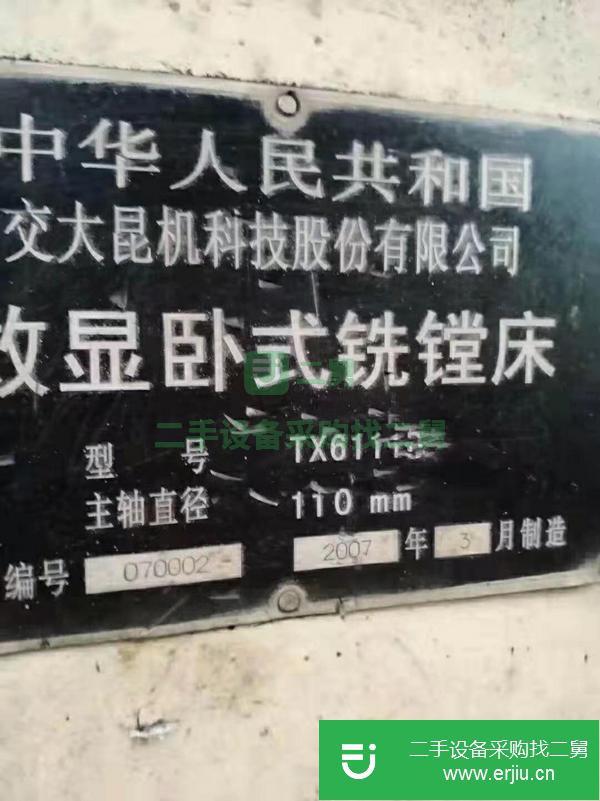 中华人民共和国
交大昆机科技股份有限公司
数显卧式铣镗床
二舅
二手设备采购找二舅
型 号 TX611
主轴直径 110 mm
编号 070002 2007 年 3 月制造
二手设备采购找二舅
www.erjiu.cn